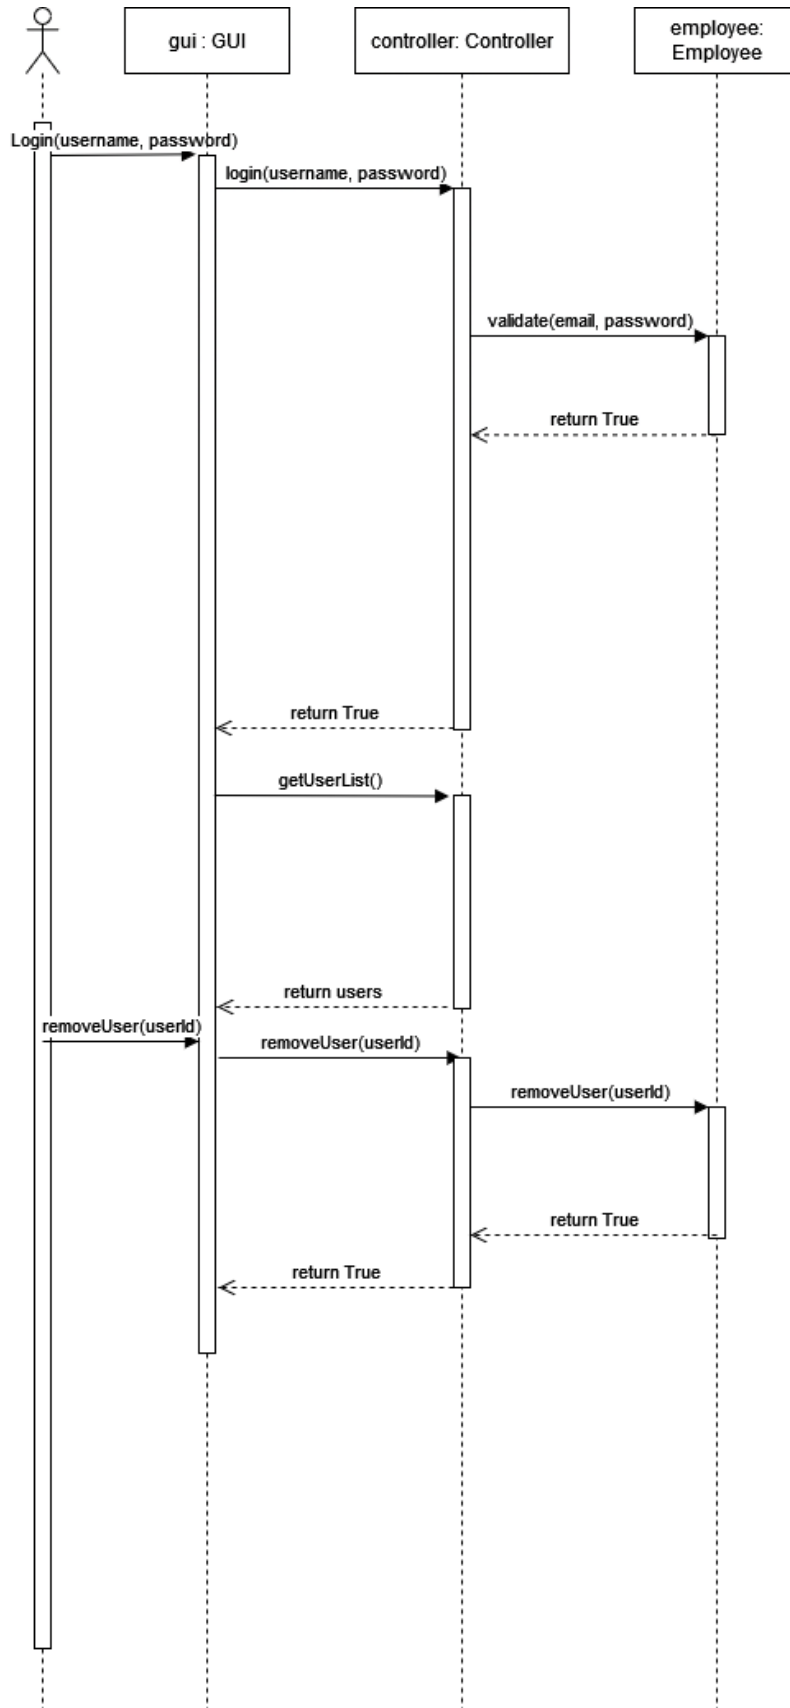 gui : GUI
controller: Controller
employee:
Employee
Login(username, password)
login(username, password)
validate(email, password)
return True
return True
getUserList()
return users
removeUser(userId)
removeUser(userId)
removeUser(userId)
return True
return True